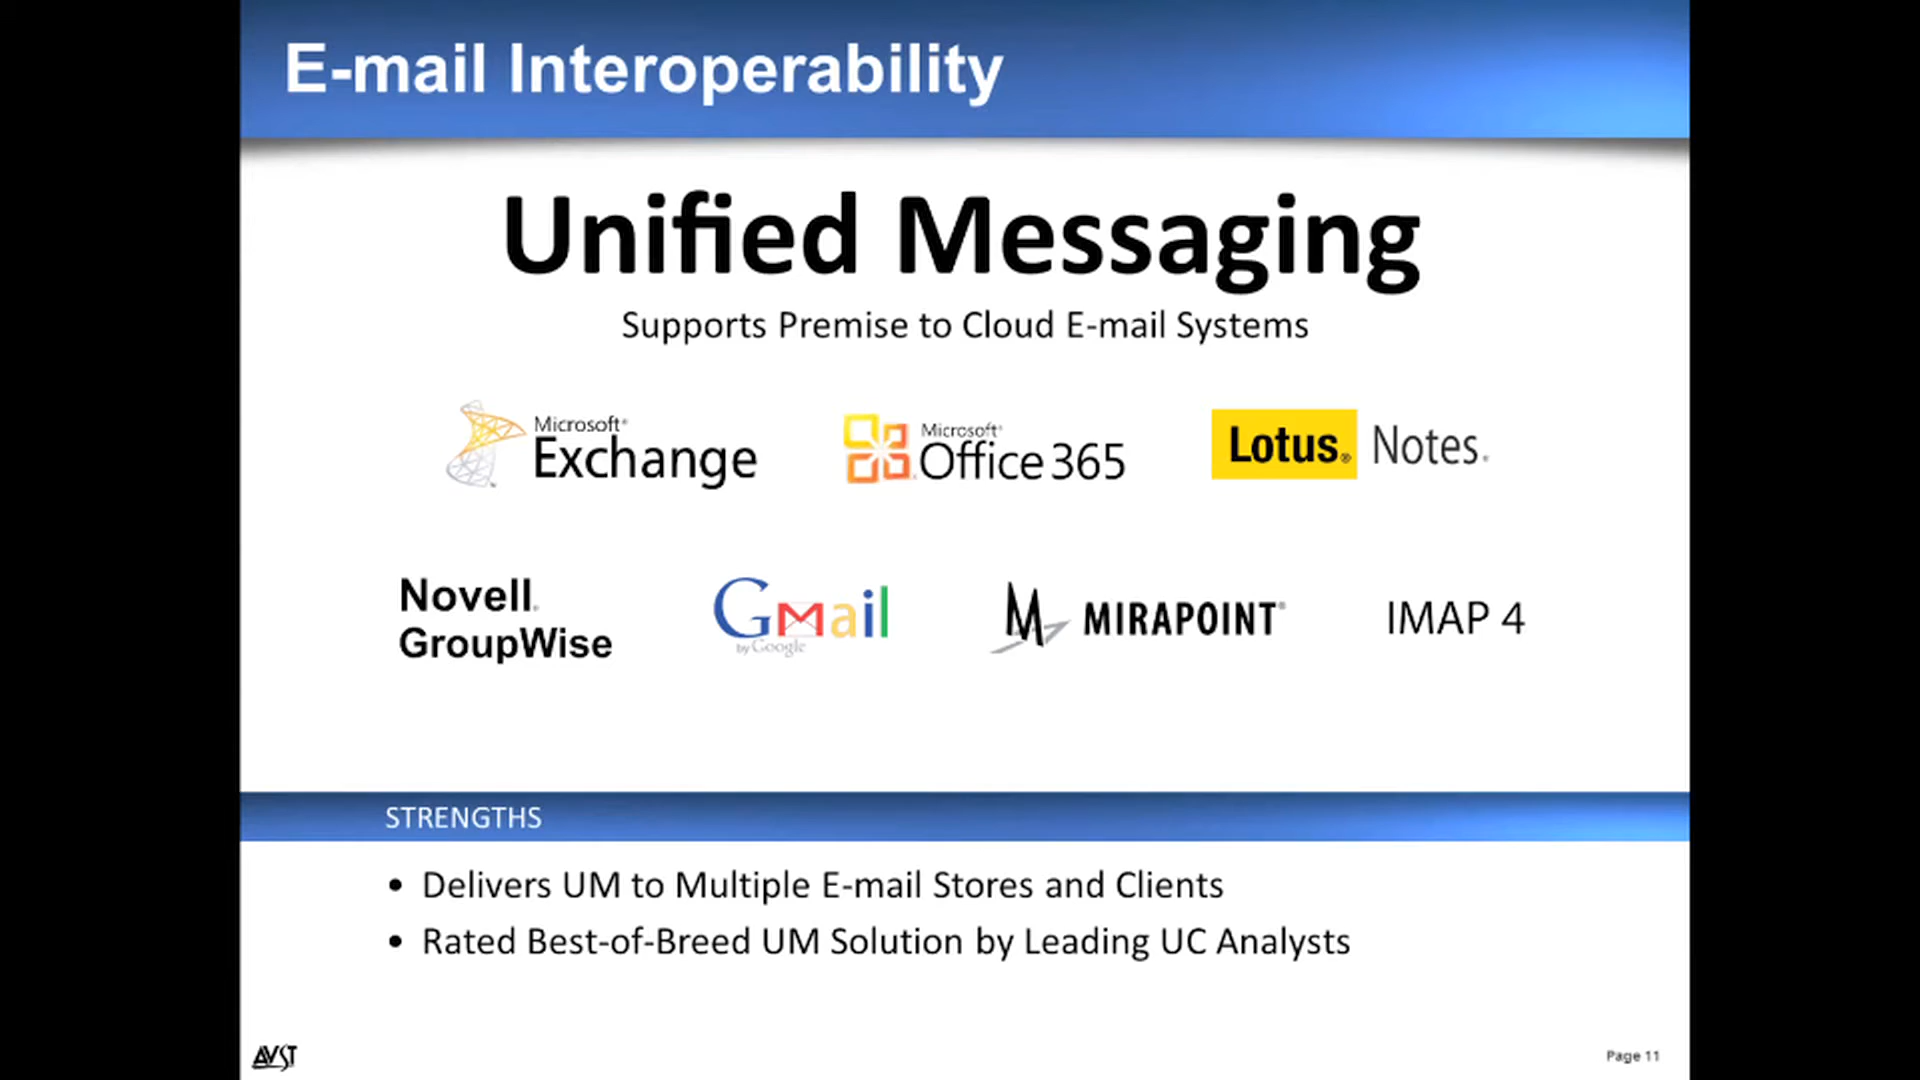 E-mail Interoperability
Unified Messaging
Supports Premise to Cloud E-mail Systems
Microsoft®
Exchange
™
Microsoft®
Office 365
Lotus® Notes®
Novell®
GroupWise
Gmail
by Google
MIRAPOINT®
IMAP 4
STRENGTHS
• Delivers UM to Multiple E-mail Stores and Clients
• Rated Best-of-Breed UM Solution by Leading UC Analysts
AVST
Page 11